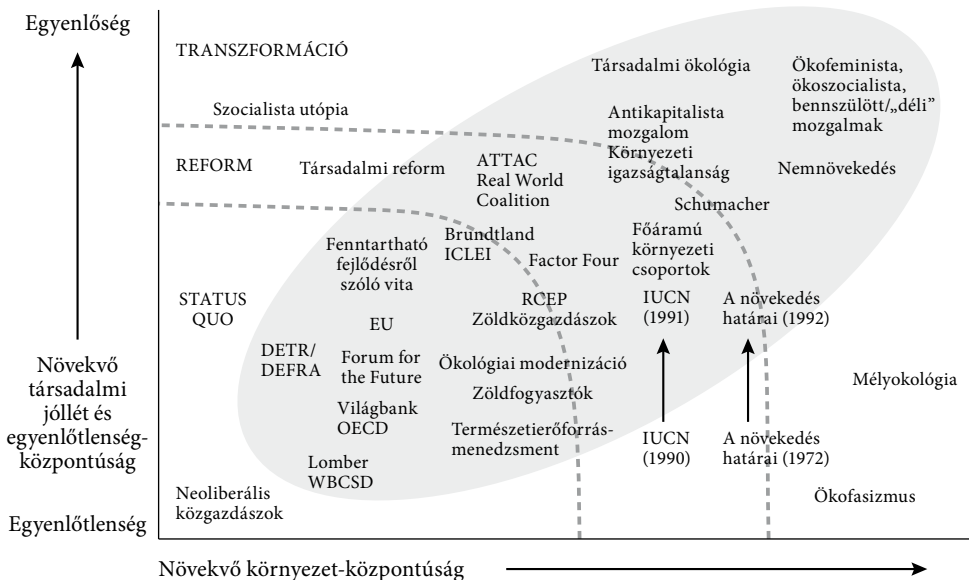 Egyenlőség
TRANSZFORMÁCIÓ
Társadalmi ökológia
Ökofeminista,
ökoszocialista,
bennszülött/„déli”
mozgalmak
Szocialista utópia
Antikapitalista
mozgalom
Környezeti
igazságtalanság
REFORM
Társadalmi reform
ATTAC
Real World
Coalition
Nemnövekedés
Schumacher
Fenntartható
fejlődésről
szóló vita
Brundtland
ICLEI
Factor Four
Főáramú
környezeti
csoportok
STATUS
QUO
RCEP
Zöldközgazdászok
IUCN
(1991)
A növekedés
határai (1992)
EU
DETR/
DEFRA
Forum for
the Future
Ökológiai modernizáció
Zöldfogyasztók
Mélyokológia
Növekvő
társadalmi
jóllét és
egyenlőtlenség-
központúság
Világbank
OECD
Természetierőforrás-
menedzsment
IUCN
(1990)
A növekedés
határai (1972)
Lomber
WBCSD
Neoliberális
közgazdászok
Ökofasizmus
Egyenlőtlenség
Növekvő környezet-központúság